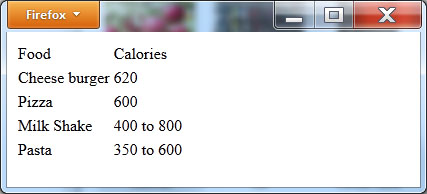 Firefox
Food Calories
Cheese burger 620
Pizza 600
Milk Shake 400 to 800
Pasta 350 to 600